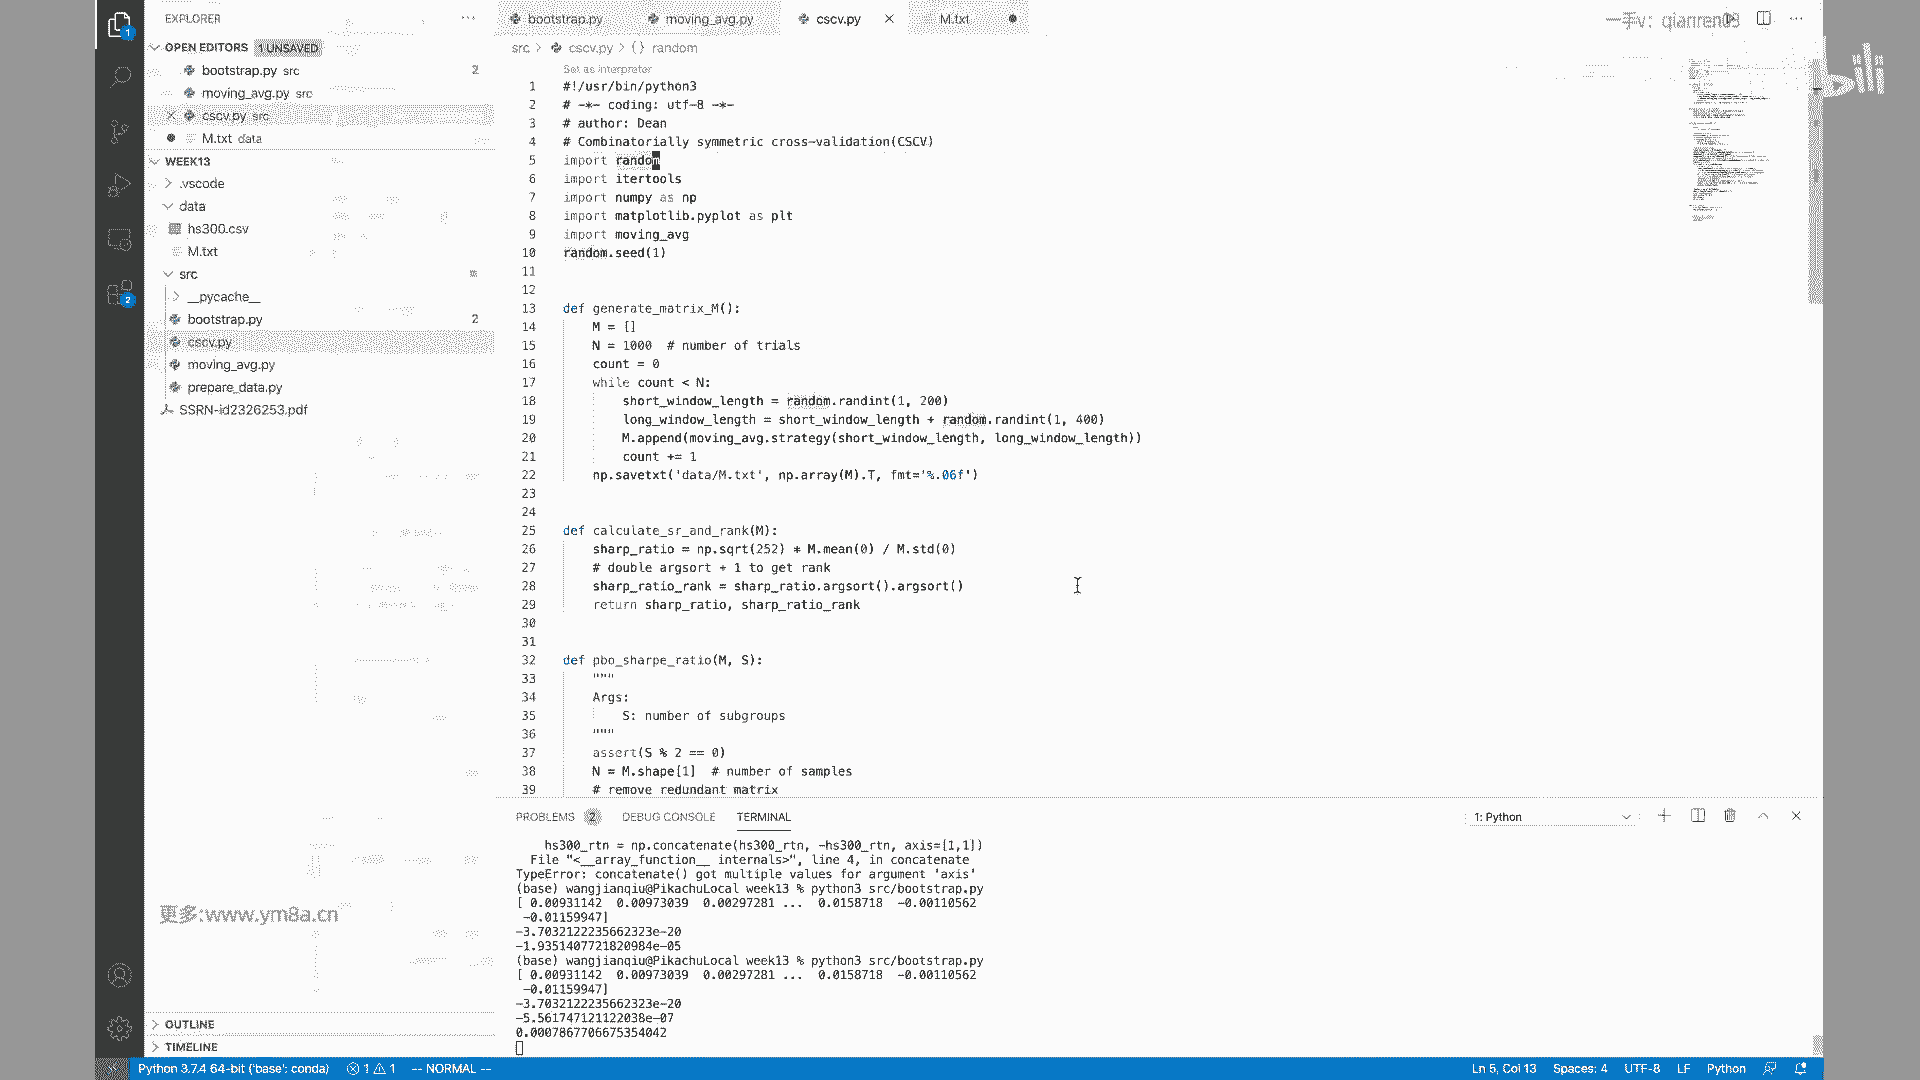 EXPLORER
OPEN EDITORS 1 UNSAVED
bootstrap.py src 2
moving_avg.py src
cscv.py src
M.txt data
WEEK13
.vscode
data
hs300.csv
M.txt
src
__pycache__
bootstrap.py 2
cscv.py
moving_avg.py
prepare_data.py
SSRN-id2326253.pdf
更多:www.ym8a.cn
OUTLINE
TIMELINE
bootstrap.py
moving_avg.py
cscv.py
M.txt
一手v: qianren03
bili
src > cscv.py > {} random
Set as interpreter
1 #!/usr/bin/python3
2 # -*- coding: utf-8 -*-
3 # author: Dean
4 # Combinatorially symmetric cross-validation(CSCV)
5 import random
6 import itertools
7 import numpy as np
8 import matplotlib.pyplot as plt
9 import moving_avg
10 random.seed(1)
11
12
13 def generate_matrix_M():
14 M = []
15 N = 1000 # number of trials
16 count = 0
17 while count < N:
18 short_window_length = random.randint(1, 200)
19 long_window_length = short_window_length + random.randint(1, 400)
20 M.append(moving_avg.strategy(short_window_length, long_window_length))
21 count += 1
22 np.savetxt('data/M.txt', np.array(M).T, fmt='%.06f')
23
24
25 def calculate_sr_and_rank(M):
26 sharp_ratio = np.sqrt(252) * M.mean(0) / M.std(0)
27 # double argsort + 1 to get rank
28 sharp_ratio_rank = sharp_ratio.argsort().argsort()
29 return sharp_ratio, sharp_ratio_rank
30
31
32 def pbo_sharpe_ratio(M, S):
33 """
34 Args:
35 S: number of subgroups
36 """
37 assert(S % 2 == 0)
38 N = M.shape[1] # number of samples
39 # remove redundant matrix
PROBLEMS 2 DEBUG CONSOLE TERMINAL
1: Python
hs300_rtn = np.concatenate(hs300_rtn, -hs300_rtn, axis=[1,1])
File "<__array_function__ internals>", line 4, in concatenate
TypeError: concatenate() got multiple values for argument 'axis'
(base) wangjianqiu@PikachuLocal week13 % python3 src/bootstrap.py
[ 0.00931142 0.00973039 0.00297281 ... 0.0158718 -0.00110562
-0.01159947]
-3.7032122235662323e-20
-1.9351407721820984e-05
(base) wangjianqiu@PikachuLocal week13 % python3 src/bootstrap.py
[ 0.00931142 0.00973039 0.00297281 ... 0.0158718 -0.00110562
-0.01159947]
-3.7032122235662323e-20
-5.561747121122038e-07
0.0007867706675354042
Python 3.7.4 64-bit ('base': conda) 1 1 -- NORMAL --
Ln 5, Col 13 Spaces: 4 UTF-8 LF Python